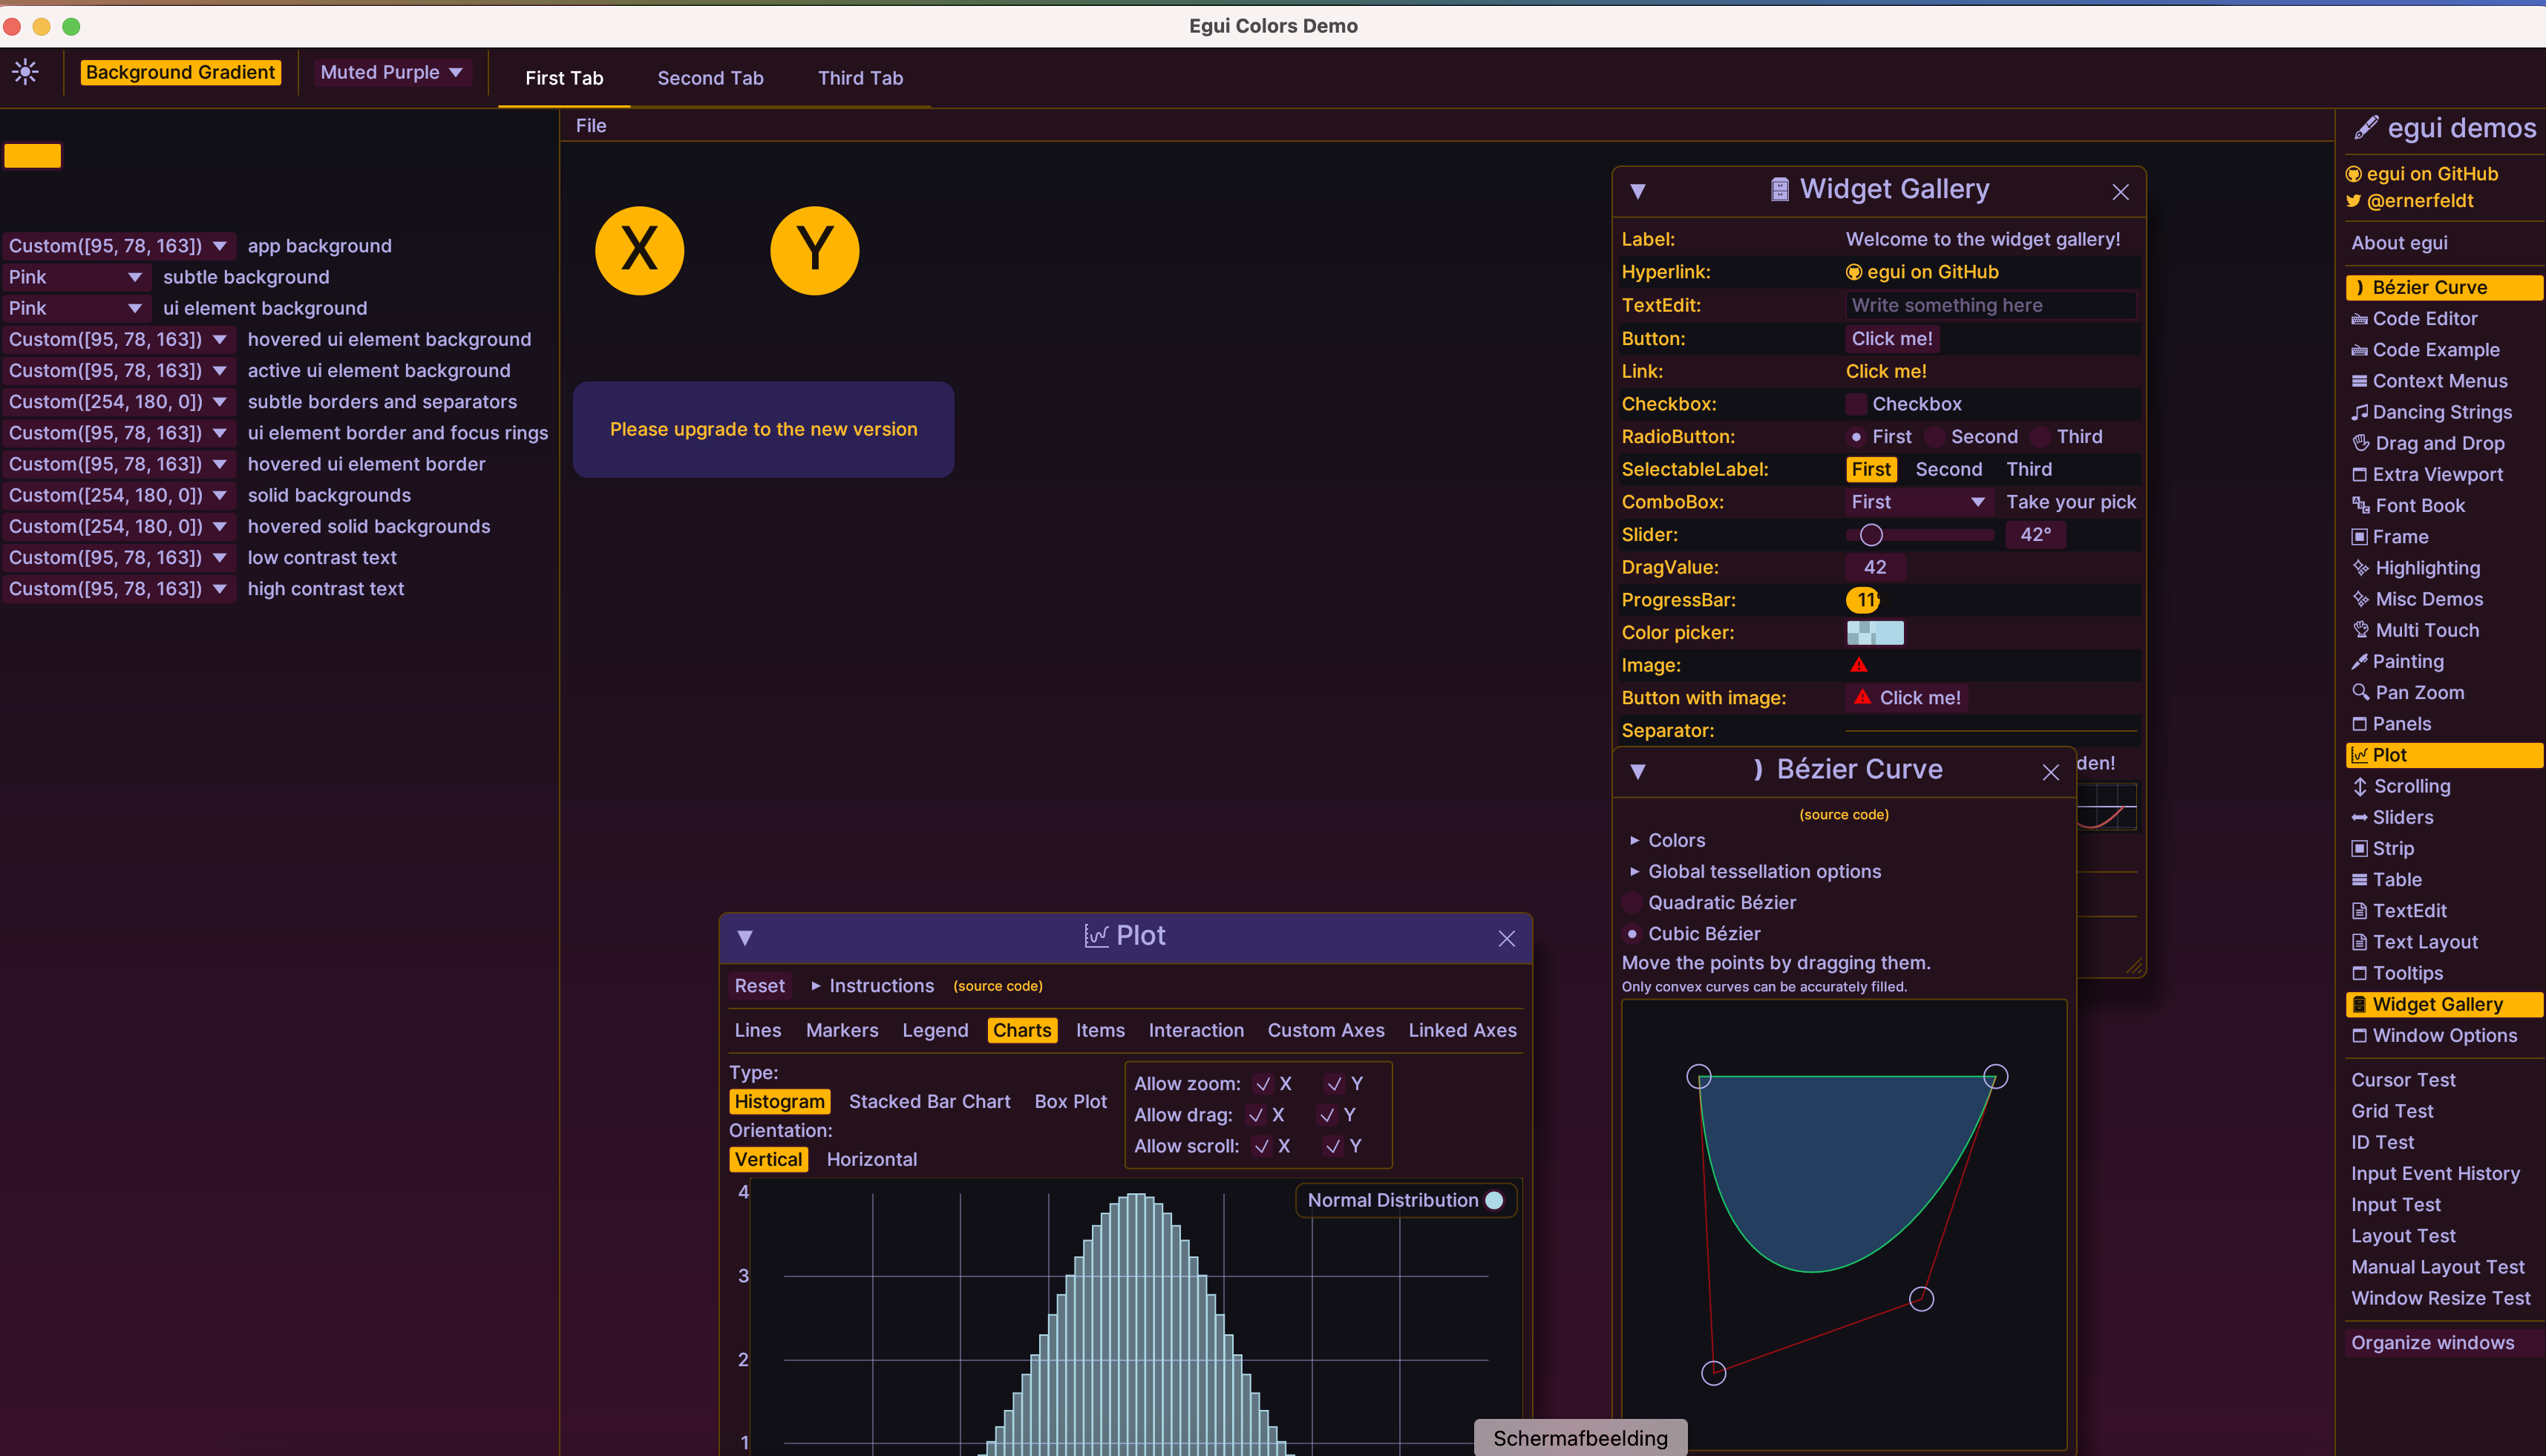 Egui Colors Demo
Background Gradient
Muted Purple
First Tab
Second Tab
Third Tab
Custom([95, 78, 163]) app background
Pink subtle background
Pink ui element background
Custom([95, 78, 163]) hovered ui element background
Custom([95, 78, 163]) active ui element background
Custom([254, 180, 0]) subtle borders and separators
Custom([95, 78, 163]) ui element border and focus rings
Custom([95, 78, 163]) hovered ui element border
Custom([254, 180, 0]) solid backgrounds
Custom([254, 180, 0]) hovered solid backgrounds
Custom([95, 78, 163]) low contrast text
Custom([95, 78, 163]) high contrast text
File
X Y
Please upgrade to the new version
Widget Gallery
Label: Welcome to the widget gallery!
Hyperlink: egui on GitHub
TextEdit: Write something here
Button: Click me!
Link: Click me!
Checkbox: Checkbox
RadioButton: First Second Third
SelectableLabel: First Second Third
ComboBox: First Take your pick
Slider: 42°
DragValue: 42
ProgressBar: 11
Color picker:
Image:
Button with image: Click me!
Separator:
den!
Bézier Curve
(source code)
Colors
Global tessellation options
Quadratic Bézier
Cubic Bézier
Move the points by dragging them.
Only convex curves can be accurately filled.
Plot
Reset Instructions (source code)
Lines Markers Legend Charts Items Interaction Custom Axes Linked Axes
Type:
Histogram Stacked Bar Chart Box Plot
Orientation:
Vertical Horizontal
Allow zoom: X Y
Allow drag: X Y
Allow scroll: X Y
Normal Distribution
4
3
2
1
Schermafbeelding
egui demos
egui on GitHub
@ernerfeldt
About egui
Bézier Curve
Code Editor
Code Example
Context Menus
Dancing Strings
Drag and Drop
Extra Viewport
Font Book
Frame
Highlighting
Misc Demos
Multi Touch
Painting
Pan Zoom
Panels
Plot
Scrolling
Sliders
Strip
Table
TextEdit
Text Layout
Tooltips
Widget Gallery
Window Options
Cursor Test
Grid Test
ID Test
Input Event History
Input Test
Layout Test
Manual Layout Test
Window Resize Test
Organize windows